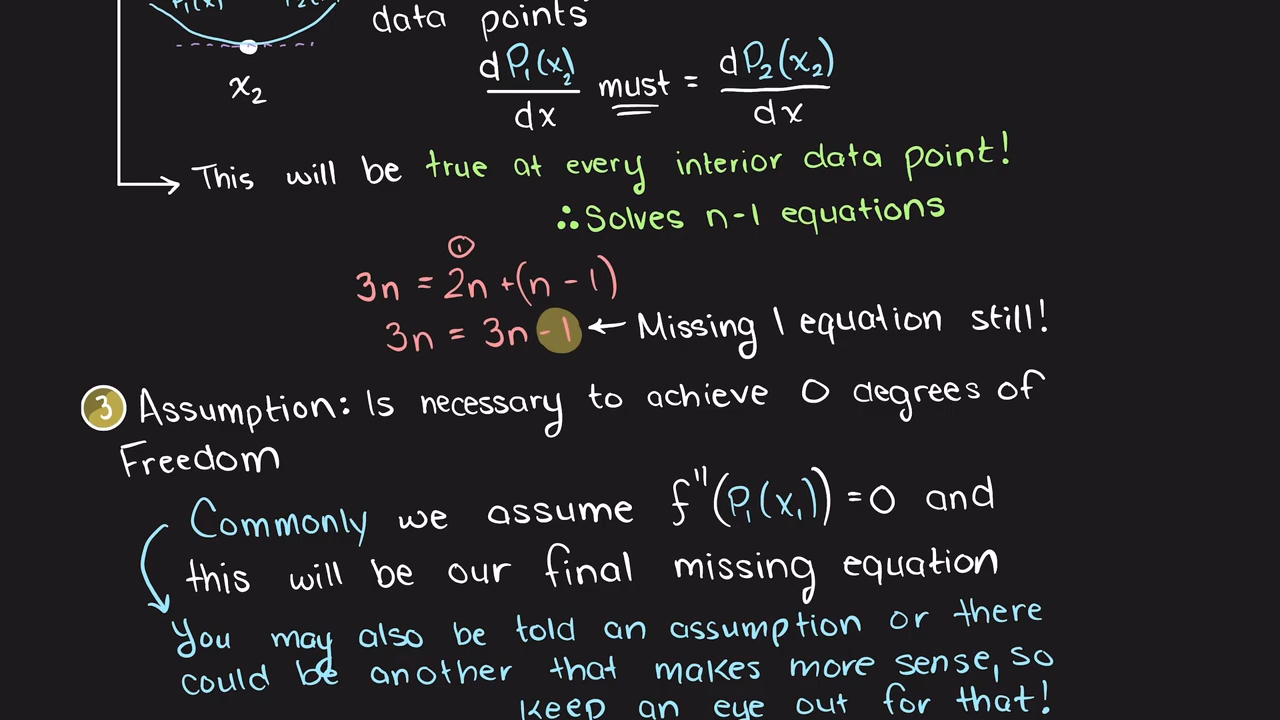 P₁(x)
data points
x₂
dP₁(x₂)/dx must = dP₂(x₂)/dx
This will be true at every interior data point!
∴ Solves n-1 equations
①
3n = 2n +(n - 1)
3n = 3n - 1 ← Missing 1 equation still!
③ Assumption: Is necessary to achieve 0 degrees of
Freedom
Commonly we assume f"(P₁(x₁)) = 0 and
this will be our final missing equation
You may also be told an assumption or there
could be another that makes more sense, so
keep an eye out for that!